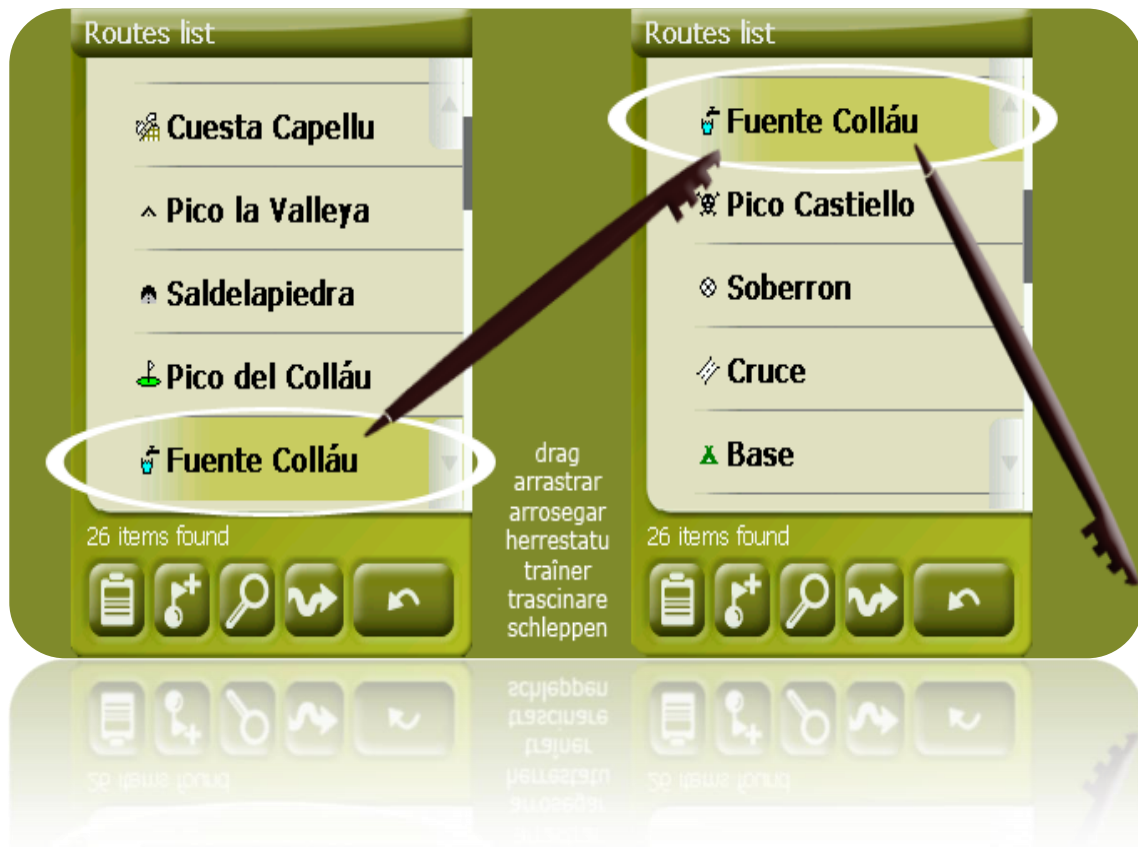 Routes list
Cuesta Capellu
Pico la Valleya
Saldelapiedra
Pico del Colláu
Fuente Colláu
26 items found
drag
arrastrar
arrosegar
herrestatu
traîner
trascinare
schleppen
Routes list
Fuente Colláu
Pico Castiello
Soberron
Cruce
Base
26 items found